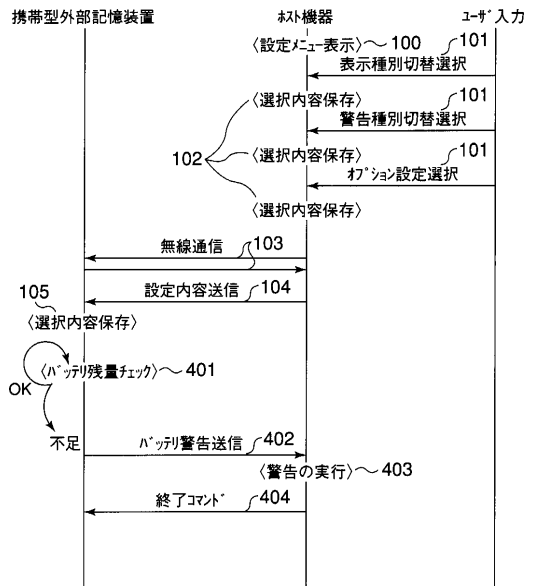 携帯型外部記憶装置 ﾎｽﾄ機器 ﾕｰｻﾞ入力
〈設定ﾒﾆｭｰ表示〉 100 101
表示種別切替選択
〈選択内容保存〉 101
警告種別切替選択
102 〈選択内容保存〉 101
ｵﾌﾟｼｮﾝ設定選択
〈選択内容保存〉
無線通信 103
設定内容送信 104
105
〈選択内容保存〉
〈ﾊﾞｯﾃﾘ残量ﾁｪｯｸ〉 401
OK
不足 ﾊﾞｯﾃﾘ警告送信 402
〈警告の実行〉 403
終了ｺﾏﾝﾄﾞ 404